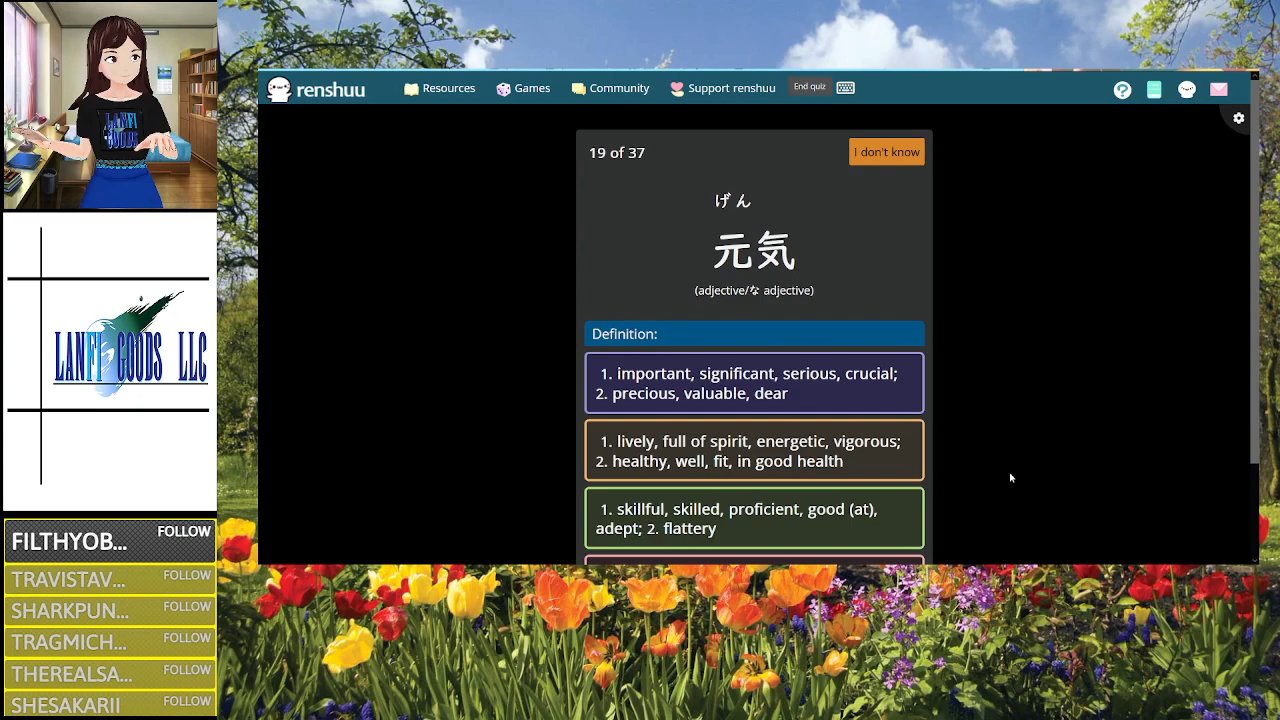 LANFI
GOODS
LANFI GOODS LLC
FILTHYOB... FOLLOW
TRAVISTAV... FOLLOW
SHARKPUN... FOLLOW
TRAGMICH... FOLLOW
THEREALSA... FOLLOW
SHESAKARII FOLLOW
renshuu Resources Games Community Support renshuu End quiz
19 of 37 I don't know
げん
元気
(adjective/な adjective)
Definition:
1. important, significant, serious, crucial;
2. precious, valuable, dear
1. lively, full of spirit, energetic, vigorous;
2. healthy, well, fit, in good health
1. skillful, skilled, proficient, good (at),
adept; 2. flattery